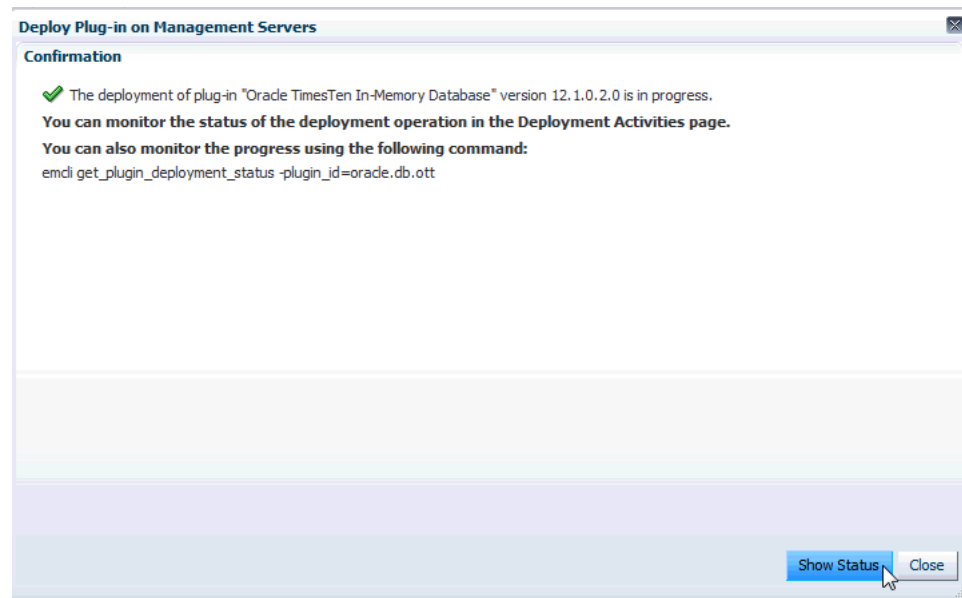 Deploy Plug-in on Management Servers
Confirmation
The deployment of plug-in "Oracle TimesTen In-Memory Database" version 12.1.0.2.0 is in progress.
You can monitor the status of the deployment operation in the Deployment Activities page.
You can also monitor the progress using the following command:
emcli get_plugin_deployment_status -plugin_id=oracle.db.ott
Show Status
Close